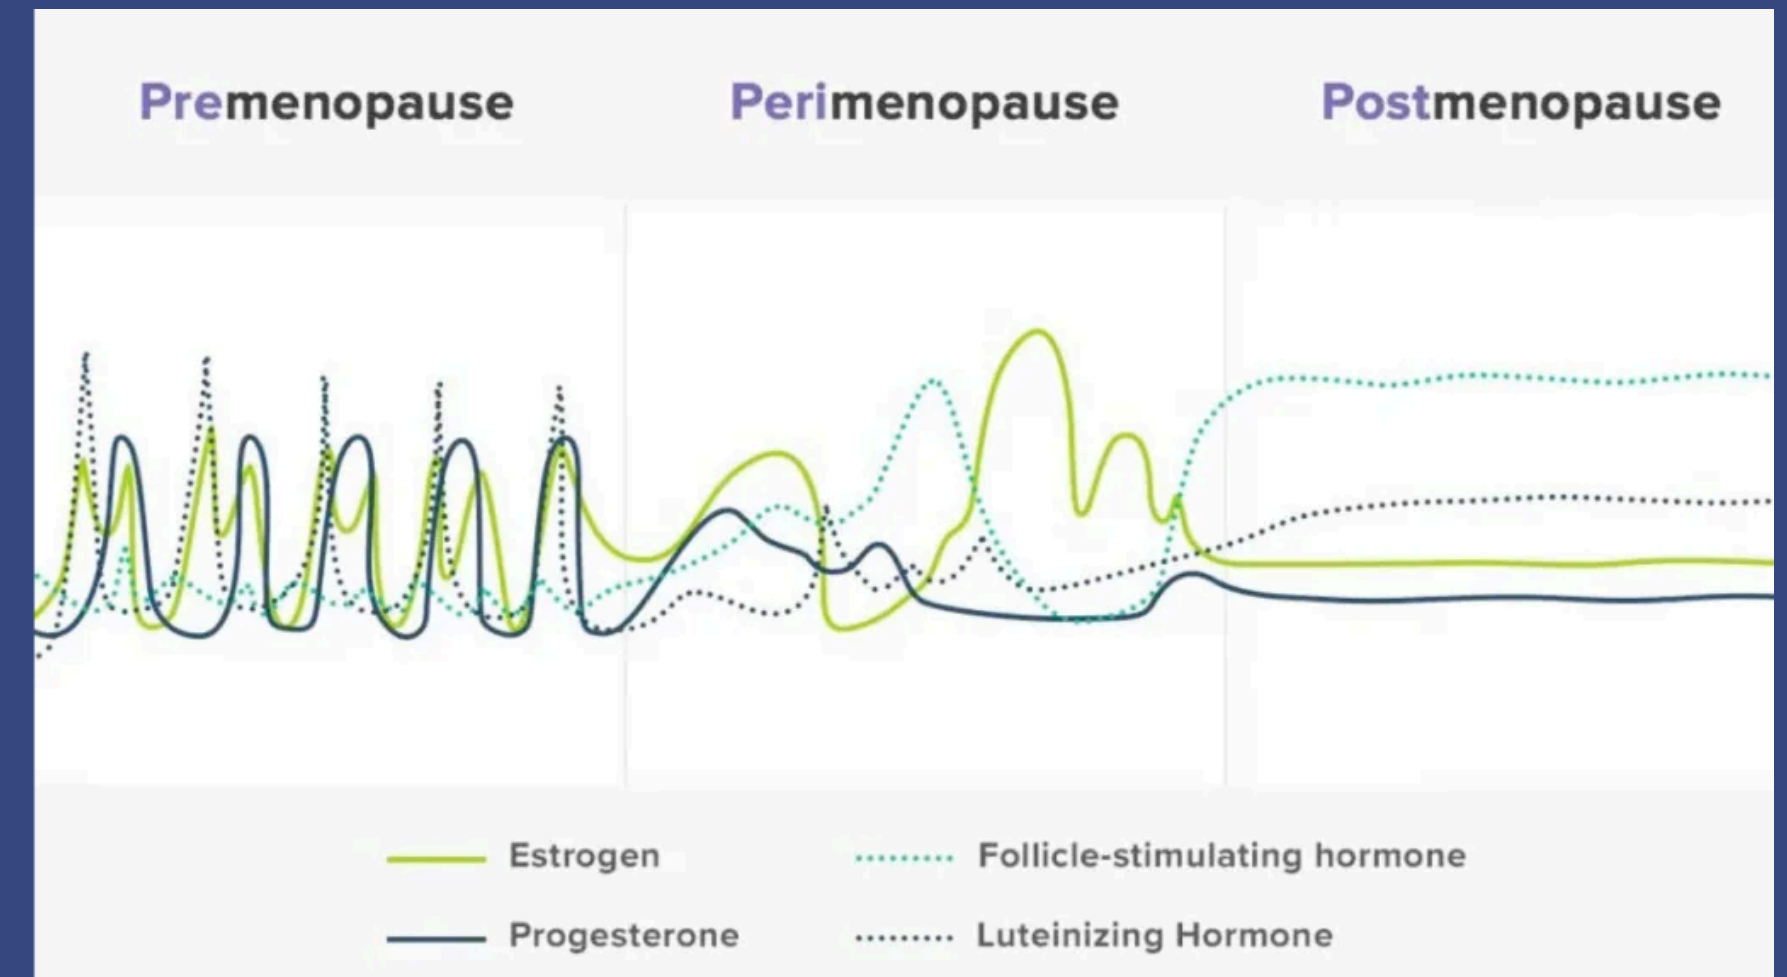 Premenopause
Perimenopause
Postmenopause
Estrogen
Follicle-stimulating hormone
Progesterone
Luteinizing Hormone